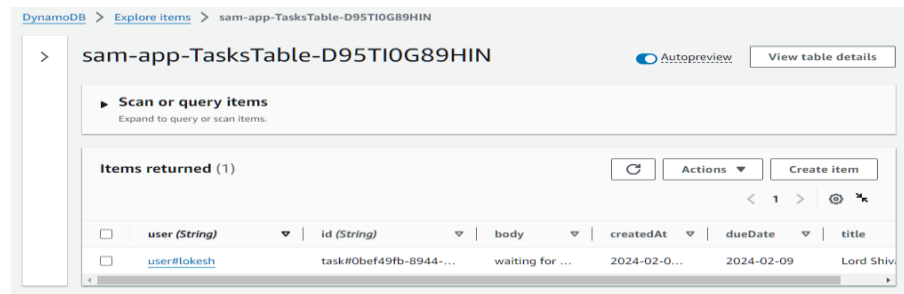 DynamoDB > Explore items > sam-app-TasksTable-D95TI0G89HIN
sam-app-TasksTable-D95TI0G89HIN
Autopreview
View table details
Scan or query items
Expand to query or scan items.
Items returned (1)
Actions
Create item
< 1 >
user (String) id (String) body createdAt dueDate title
user#lokesh task#0bef49fb-8944-... waiting for ... 2024-02-0... 2024-02-09 Lord Shiv